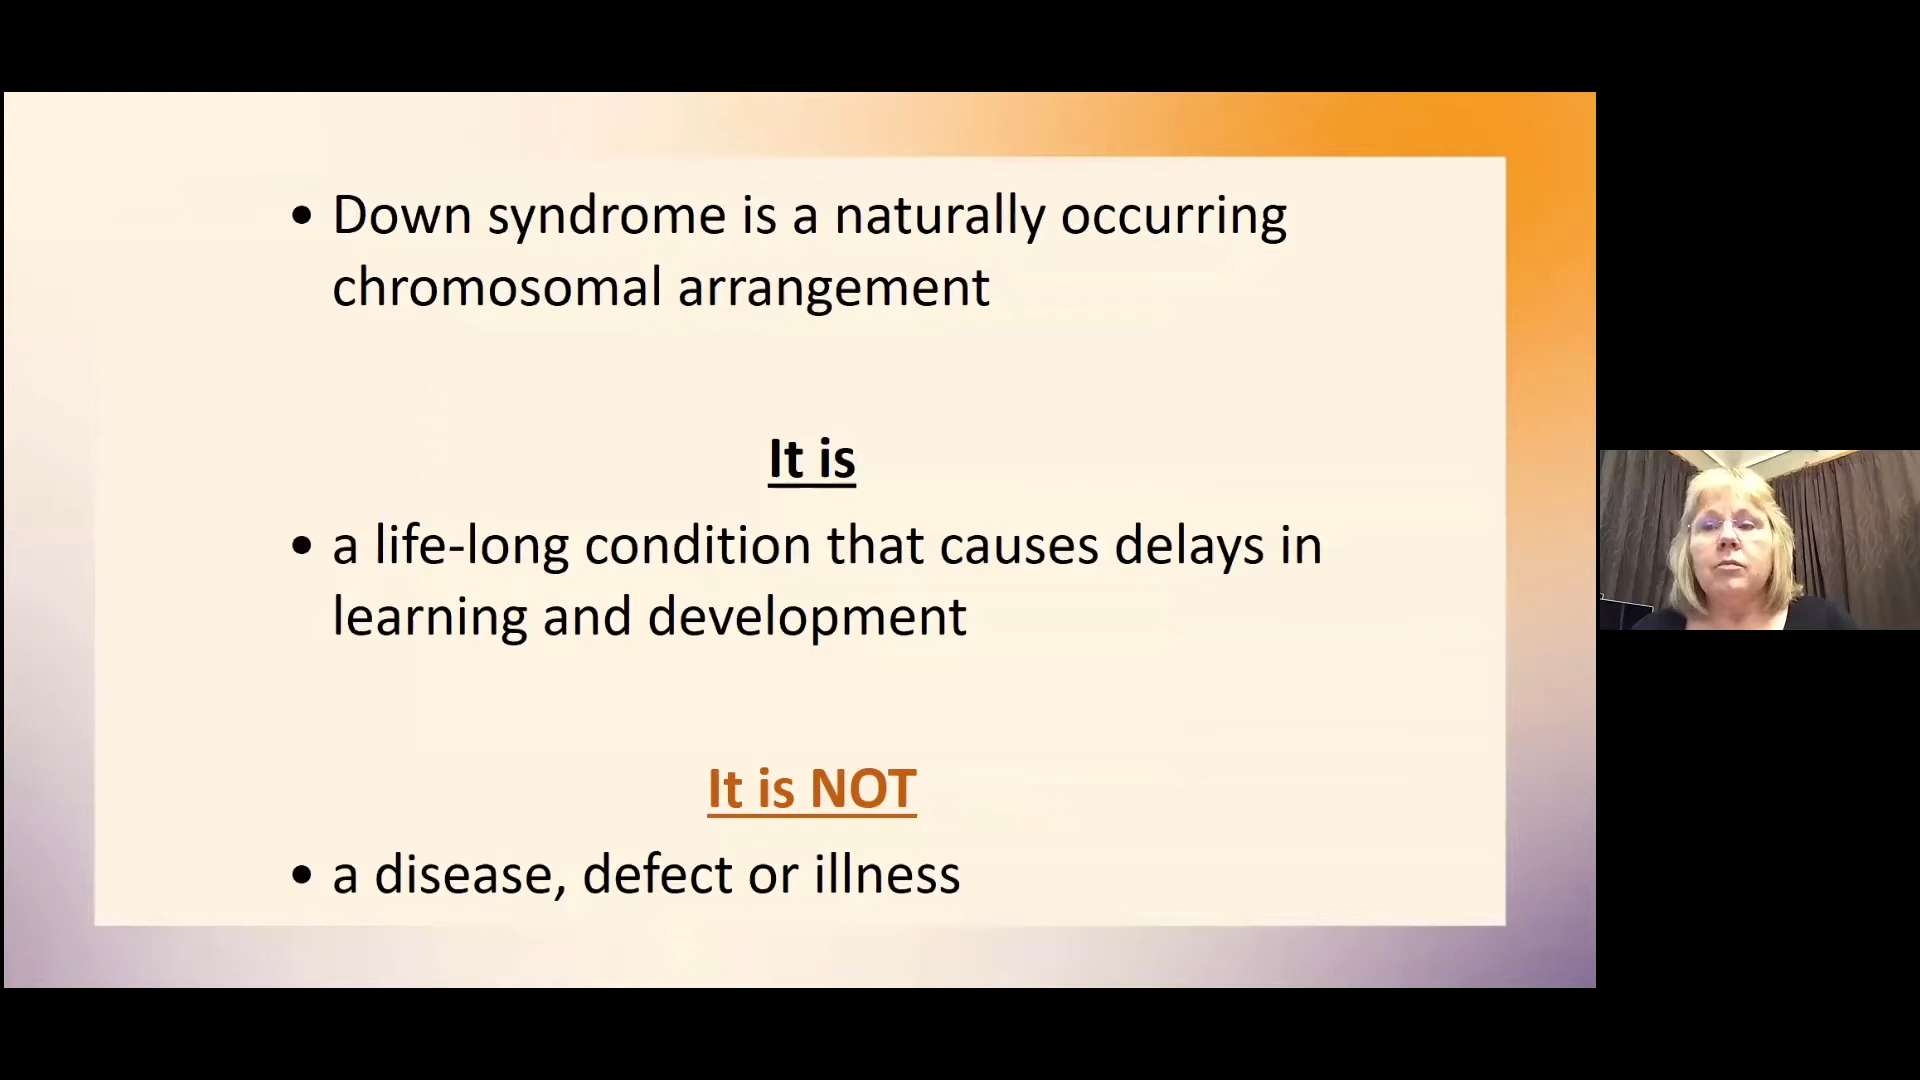 • Down syndrome is a naturally occurring
chromosomal arrangement
It is
• a life-long condition that causes delays in
learning and development
It is NOT
• a disease, defect or illness